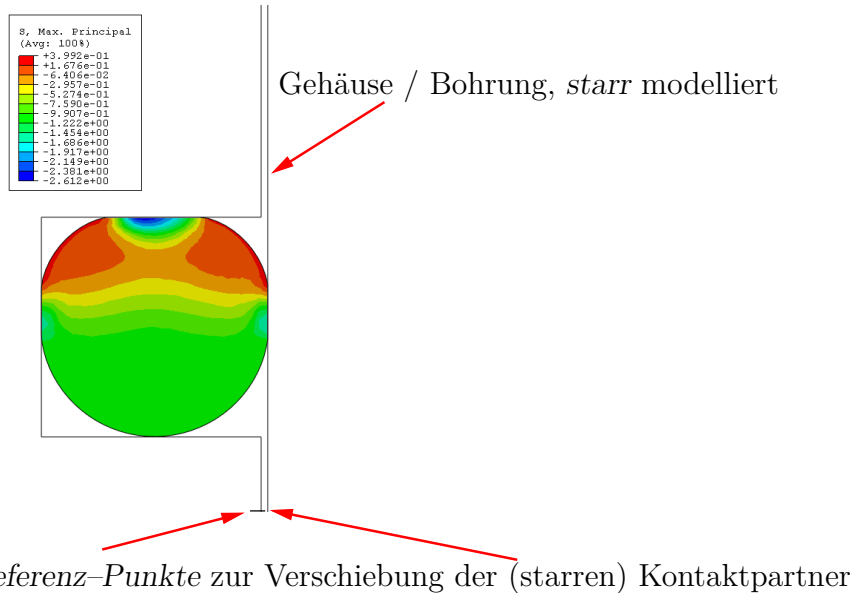 S, Max. Principal
(Avg: 100%)
+3.992e-01
+1.676e-01
-6.406e-02
-2.957e-01
-5.274e-01
-7.590e-01
-9.907e-01
-1.222e+00
-1.454e+00
-1.686e+00
-1.917e+00
-2.149e+00
-2.381e+00
-2.612e+00
Gehäuse / Bohrung, starr modelliert
eferenz–Punkte zur Verschiebung der (starren) Kontaktpartner